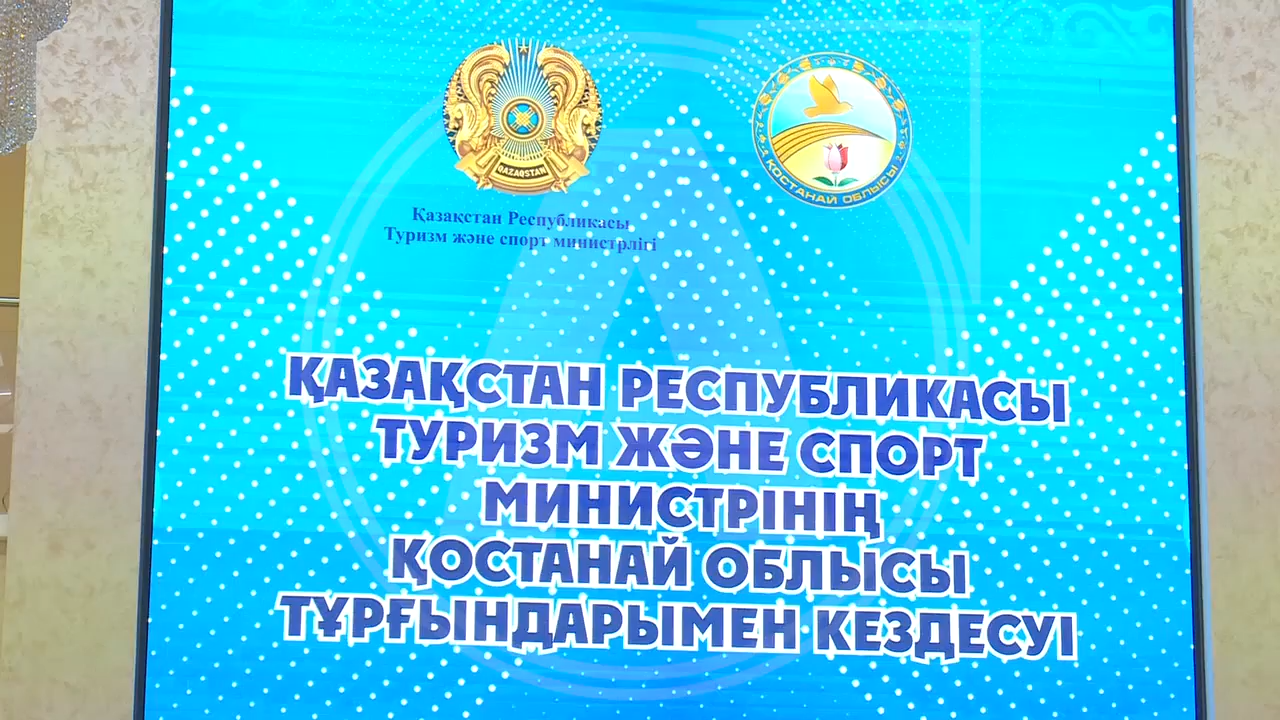 QAZAQSTAN
ҚОСТАНАЙ ОБЛЫСЫ
Қазақстан Республикасы
Туризм және спорт министрлігі
ҚАЗАҚСТАН РЕСПУБЛИКАСЫ
ТУРИЗМ ЖӘНЕ СПОРТ
МИНИСТРІНІҢ
ҚОСТАНАЙ ОБЛЫСЫ
ТҰРҒЫНДАРЫМЕН КЕЗДЕСУІ